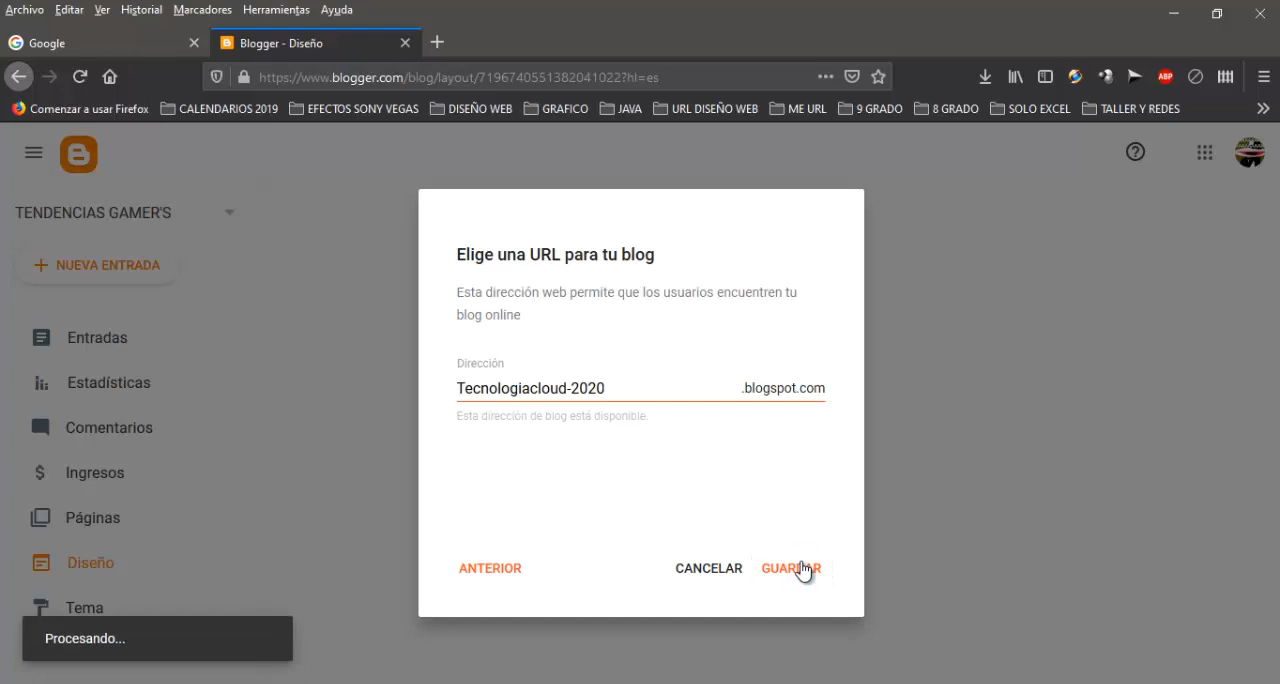 Archivo Editar Ver Historial Marcadores Herramientas Ayuda
Google
Blogger - Diseño
https://www.blogger.com/blog/layout/7196740551382041022?hl=es
ABP
Comenzar a usar Firefox CALENDARIOS 2019 EFECTOS SONY VEGAS DISEÑO WEB GRAFICO JAVA URL DISEÑO WEB ME URL 9 GRADO 8 GRADO SOLO EXCEL TALLER Y REDES
TENDENCIAS GAMER'S
NUEVA ENTRADA
Entradas
Estadísticas
Comentarios
Ingresos
Páginas
Diseño
Tema
Procesando...
Elige una URL para tu blog
Esta dirección web permite que los usuarios encuentren tu
blog online
Dirección
Tecnologiacloud-2020 .blogspot.com
Esta dirección de blog está disponible.
ANTERIOR CANCELAR GUARDAR